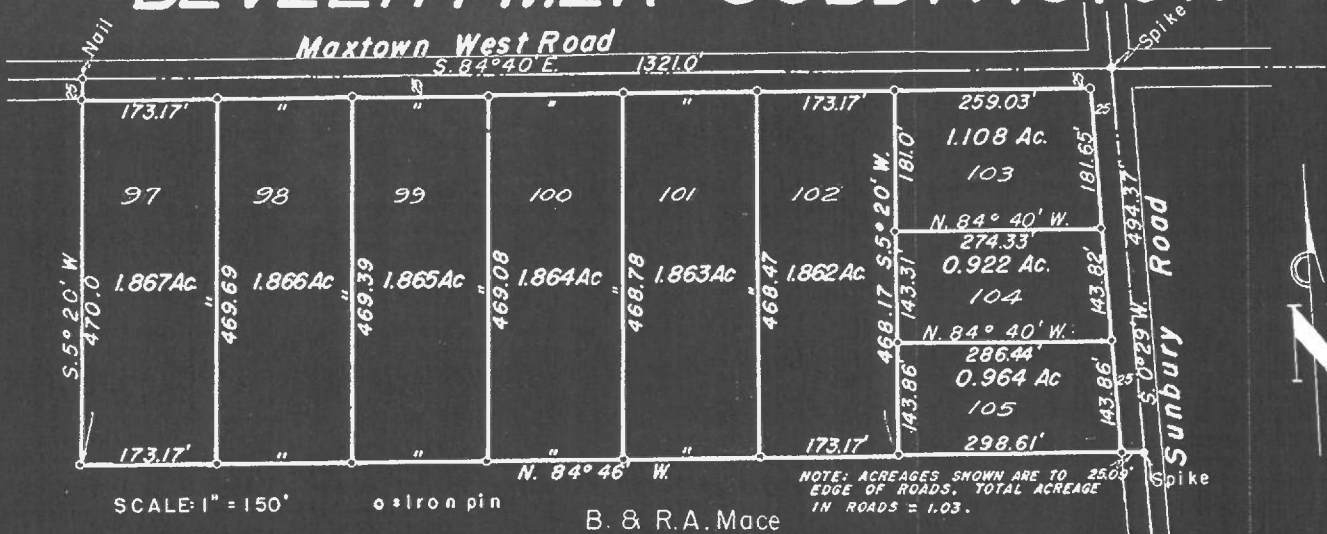 Nail
Spike
Maxtown West Road
S. 84°40' E. 1321.0'
25 25 25
173.17' " " " " 173.17' 259.03' 25
1.108 Ac.
181.0' 181.65'
97 98 99 100 101 102 103
N. 84° 40' W.
274.33'
S. 5° 20' W 470.0 1.867Ac. 469.69 " 1.866Ac 469.39 " 1.865Ac 469.08 " 1.864Ac 468.78 " 1.863Ac 468.47 " 1.862Ac 468.17 S.5° 20' W. 143.31' 0.922 Ac. 143.82'
104
N. 84° 40' W.
286.44'
0.964 Ac
143.86' 105 143.86' 25'
S. 0°29' W. 494.37'
Sunbury Road
N
173.17' " " " " 173.17' 298.61'
N. 84° 46' W.
25.09'
Spike
NOTE: ACREAGES SHOWN ARE TO
EDGE OF ROADS. TOTAL ACREAGE
IN ROADS = 1.03.
SCALE: 1" = 150' o = Iron pin
B. & R.A. Mace